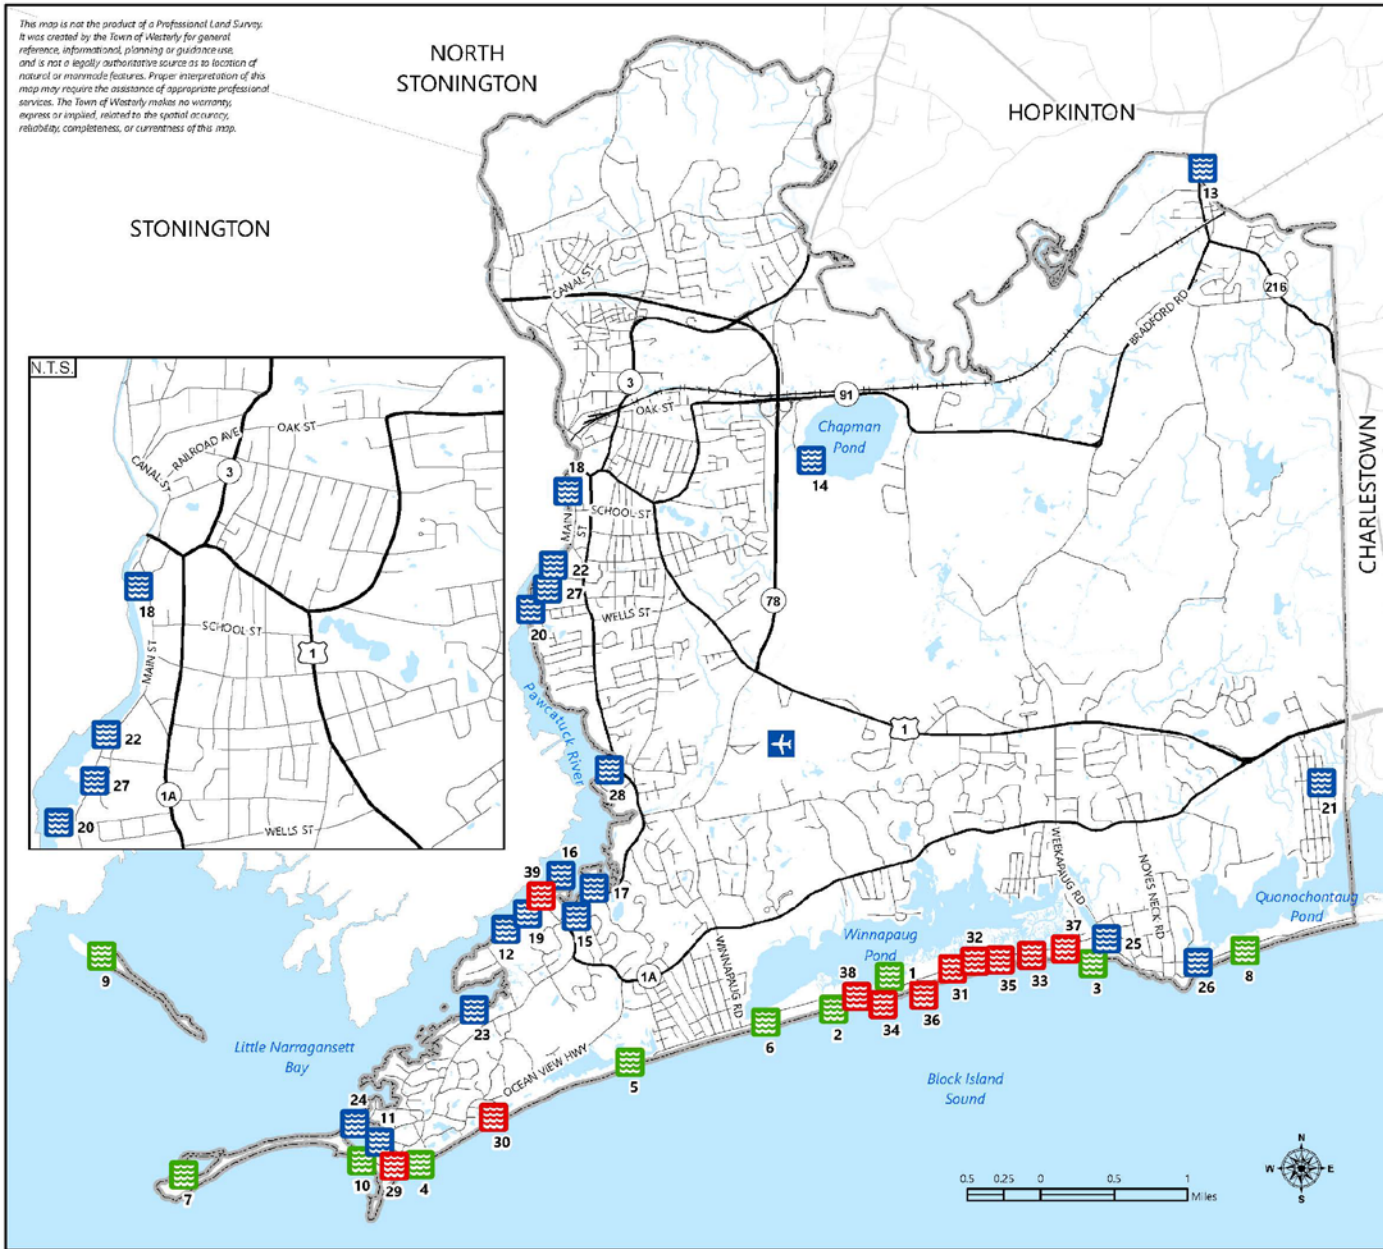 This map is not the product of a Professional Land Survey.
It was created by the Town of Westerly for general
reference, informational, planning or guidance use,
and is not a legally authoritative source as to location of
natural or manmade features. Proper interpretation of this
map may require the assistance of appropriate professional
services. The Town of Westerly makes no warranty,
express or implied, related to the spatial accuracy,
reliability, completeness, or currentness of this map.
NORTH
STONINGTON
HOPKINTON
STONINGTON
CHARLESTOWN
13
216
BRADFORD RD
CANAL ST
3
OAK ST
91
Chapman
Pond
14
18
SCHOOL ST
MAIN
ST
22
27
20
WELLS ST
78
Pawcatuck River
1
28
21
N.T.S.
RAILROAD AVE
OAK ST
CANAL ST
3
18
SCHOOL ST
MAIN ST
1
22
27
1A
20
WELLS ST
16
39
17
19
15
12
WEEKAPAUG RD
NOYES NECK RD
Quonochontaug
Pond
Winnapaug
Pond
WINNAPAUG RD
1A
9
32
37
25
38
1
31
35
33
3
26
8
34
36
2
6
23
Little Narragansett
Bay
OCEAN VIEW HWY
5
Block Island
Sound
24
11
30
7
10
29
4
N
W
E
S
0.5
0.25
0
0.5
1
Miles